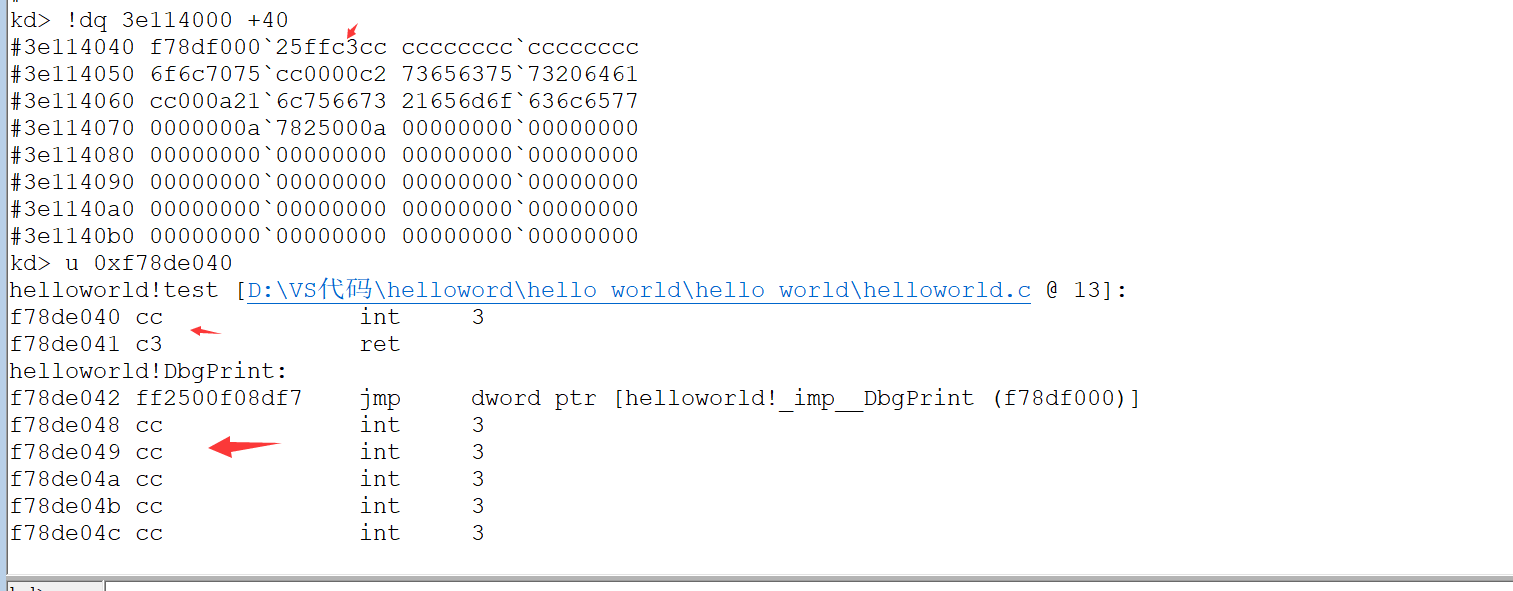 kd> !dq 3e114000 +40
#3e114040 f78df000`25ffc3cc cccccccc`cccccccc
#3e114050 6f6c7075`cc0000c2 73656375`73206461
#3e114060 cc000a21`6c756673 21656d6f`636c6577
#3e114070 0000000a`7825000a 00000000`00000000
#3e114080 00000000`00000000 00000000`00000000
#3e114090 00000000`00000000 00000000`00000000
#3e1140a0 00000000`00000000 00000000`00000000
#3e1140b0 00000000`00000000 00000000`00000000
kd> u 0xf78de040
helloworld!test [D:\VS代码\helloword\hello world\hello world\helloworld.c @ 13]:
f78de040 cc int 3
f78de041 c3 ret
helloworld!DbgPrint:
f78de042 ff2500f08df7 jmp dword ptr [helloworld!_imp__DbgPrint (f78df000)]
f78de048 cc int 3
f78de049 cc int 3
f78de04a cc int 3
f78de04b cc int 3
f78de04c cc int 3